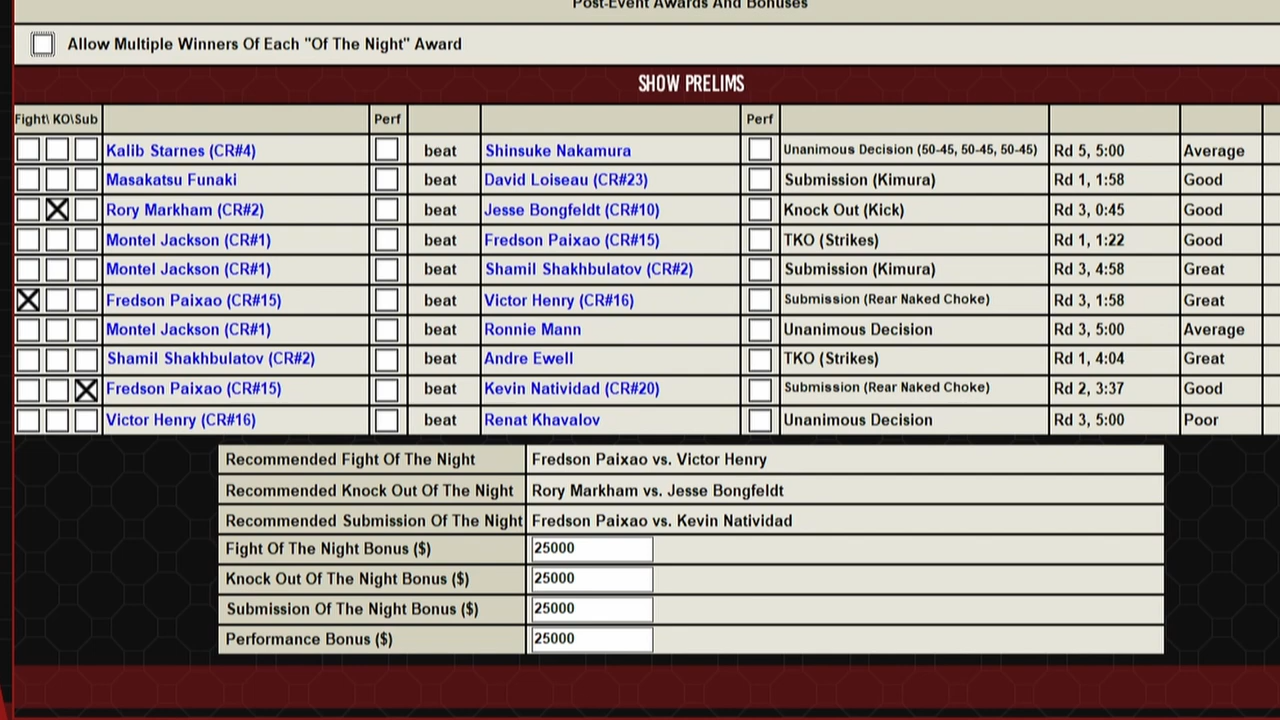 Post-Event Awards And Bonuses
Allow Multiple Winners Of Each "Of The Night" Award
SHOW PRELIMS
Fight\ KO\Sub Perf Perf
Kalib Starnes (CR#4) beat Shinsuke Nakamura Unanimous Decision (50-45, 50-45, 50-45) Rd 5, 5:00 Average
Masakatsu Funaki beat David Loiseau (CR#23) Submission (Kimura) Rd 1, 1:58 Good
Rory Markham (CR#2) beat Jesse Bongfeldt (CR#10) Knock Out (Kick) Rd 3, 0:45 Good
Montel Jackson (CR#1) beat Fredson Paixao (CR#15) TKO (Strikes) Rd 1, 1:22 Good
Montel Jackson (CR#1) beat Shamil Shakhbulatov (CR#2) Submission (Kimura) Rd 3, 4:58 Great
Fredson Paixao (CR#15) beat Victor Henry (CR#16) Submission (Rear Naked Choke) Rd 3, 1:58 Great
Montel Jackson (CR#1) beat Ronnie Mann Unanimous Decision Rd 3, 5:00 Average
Shamil Shakhbulatov (CR#2) beat Andre Ewell TKO (Strikes) Rd 1, 4:04 Great
Fredson Paixao (CR#15) beat Kevin Natividad (CR#20) Submission (Rear Naked Choke) Rd 2, 3:37 Good
Victor Henry (CR#16) beat Renat Khavalov Unanimous Decision Rd 3, 5:00 Poor
Recommended Fight Of The Night Fredson Paixao vs. Victor Henry
Recommended Knock Out Of The Night Rory Markham vs. Jesse Bongfeldt
Recommended Submission Of The Night Fredson Paixao vs. Kevin Natividad
Fight Of The Night Bonus ($) 25000
Knock Out Of The Night Bonus ($) 25000
Submission Of The Night Bonus ($) 25000
Performance Bonus ($) 25000